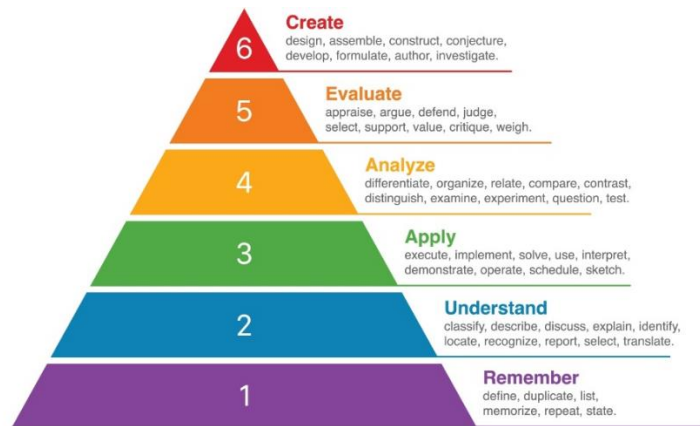 6
Create
design, assemble, construct, conjecture,
develop, formulate, author, investigate.
5
Evaluate
appraise, argue, defend, judge,
select, support, value, critique, weigh.
4
Analyze
differentiate, organize, relate, compare, contrast,
distinguish, examine, experiment, question, test.
3
Apply
execute, implement, solve, use, interpret,
demonstrate, operate, schedule, sketch.
2
Understand
classify, describe, discuss, explain, identify,
locate, recognize, report, select, translate.
1
Remember
define, duplicate, list,
memorize, repeat, state.